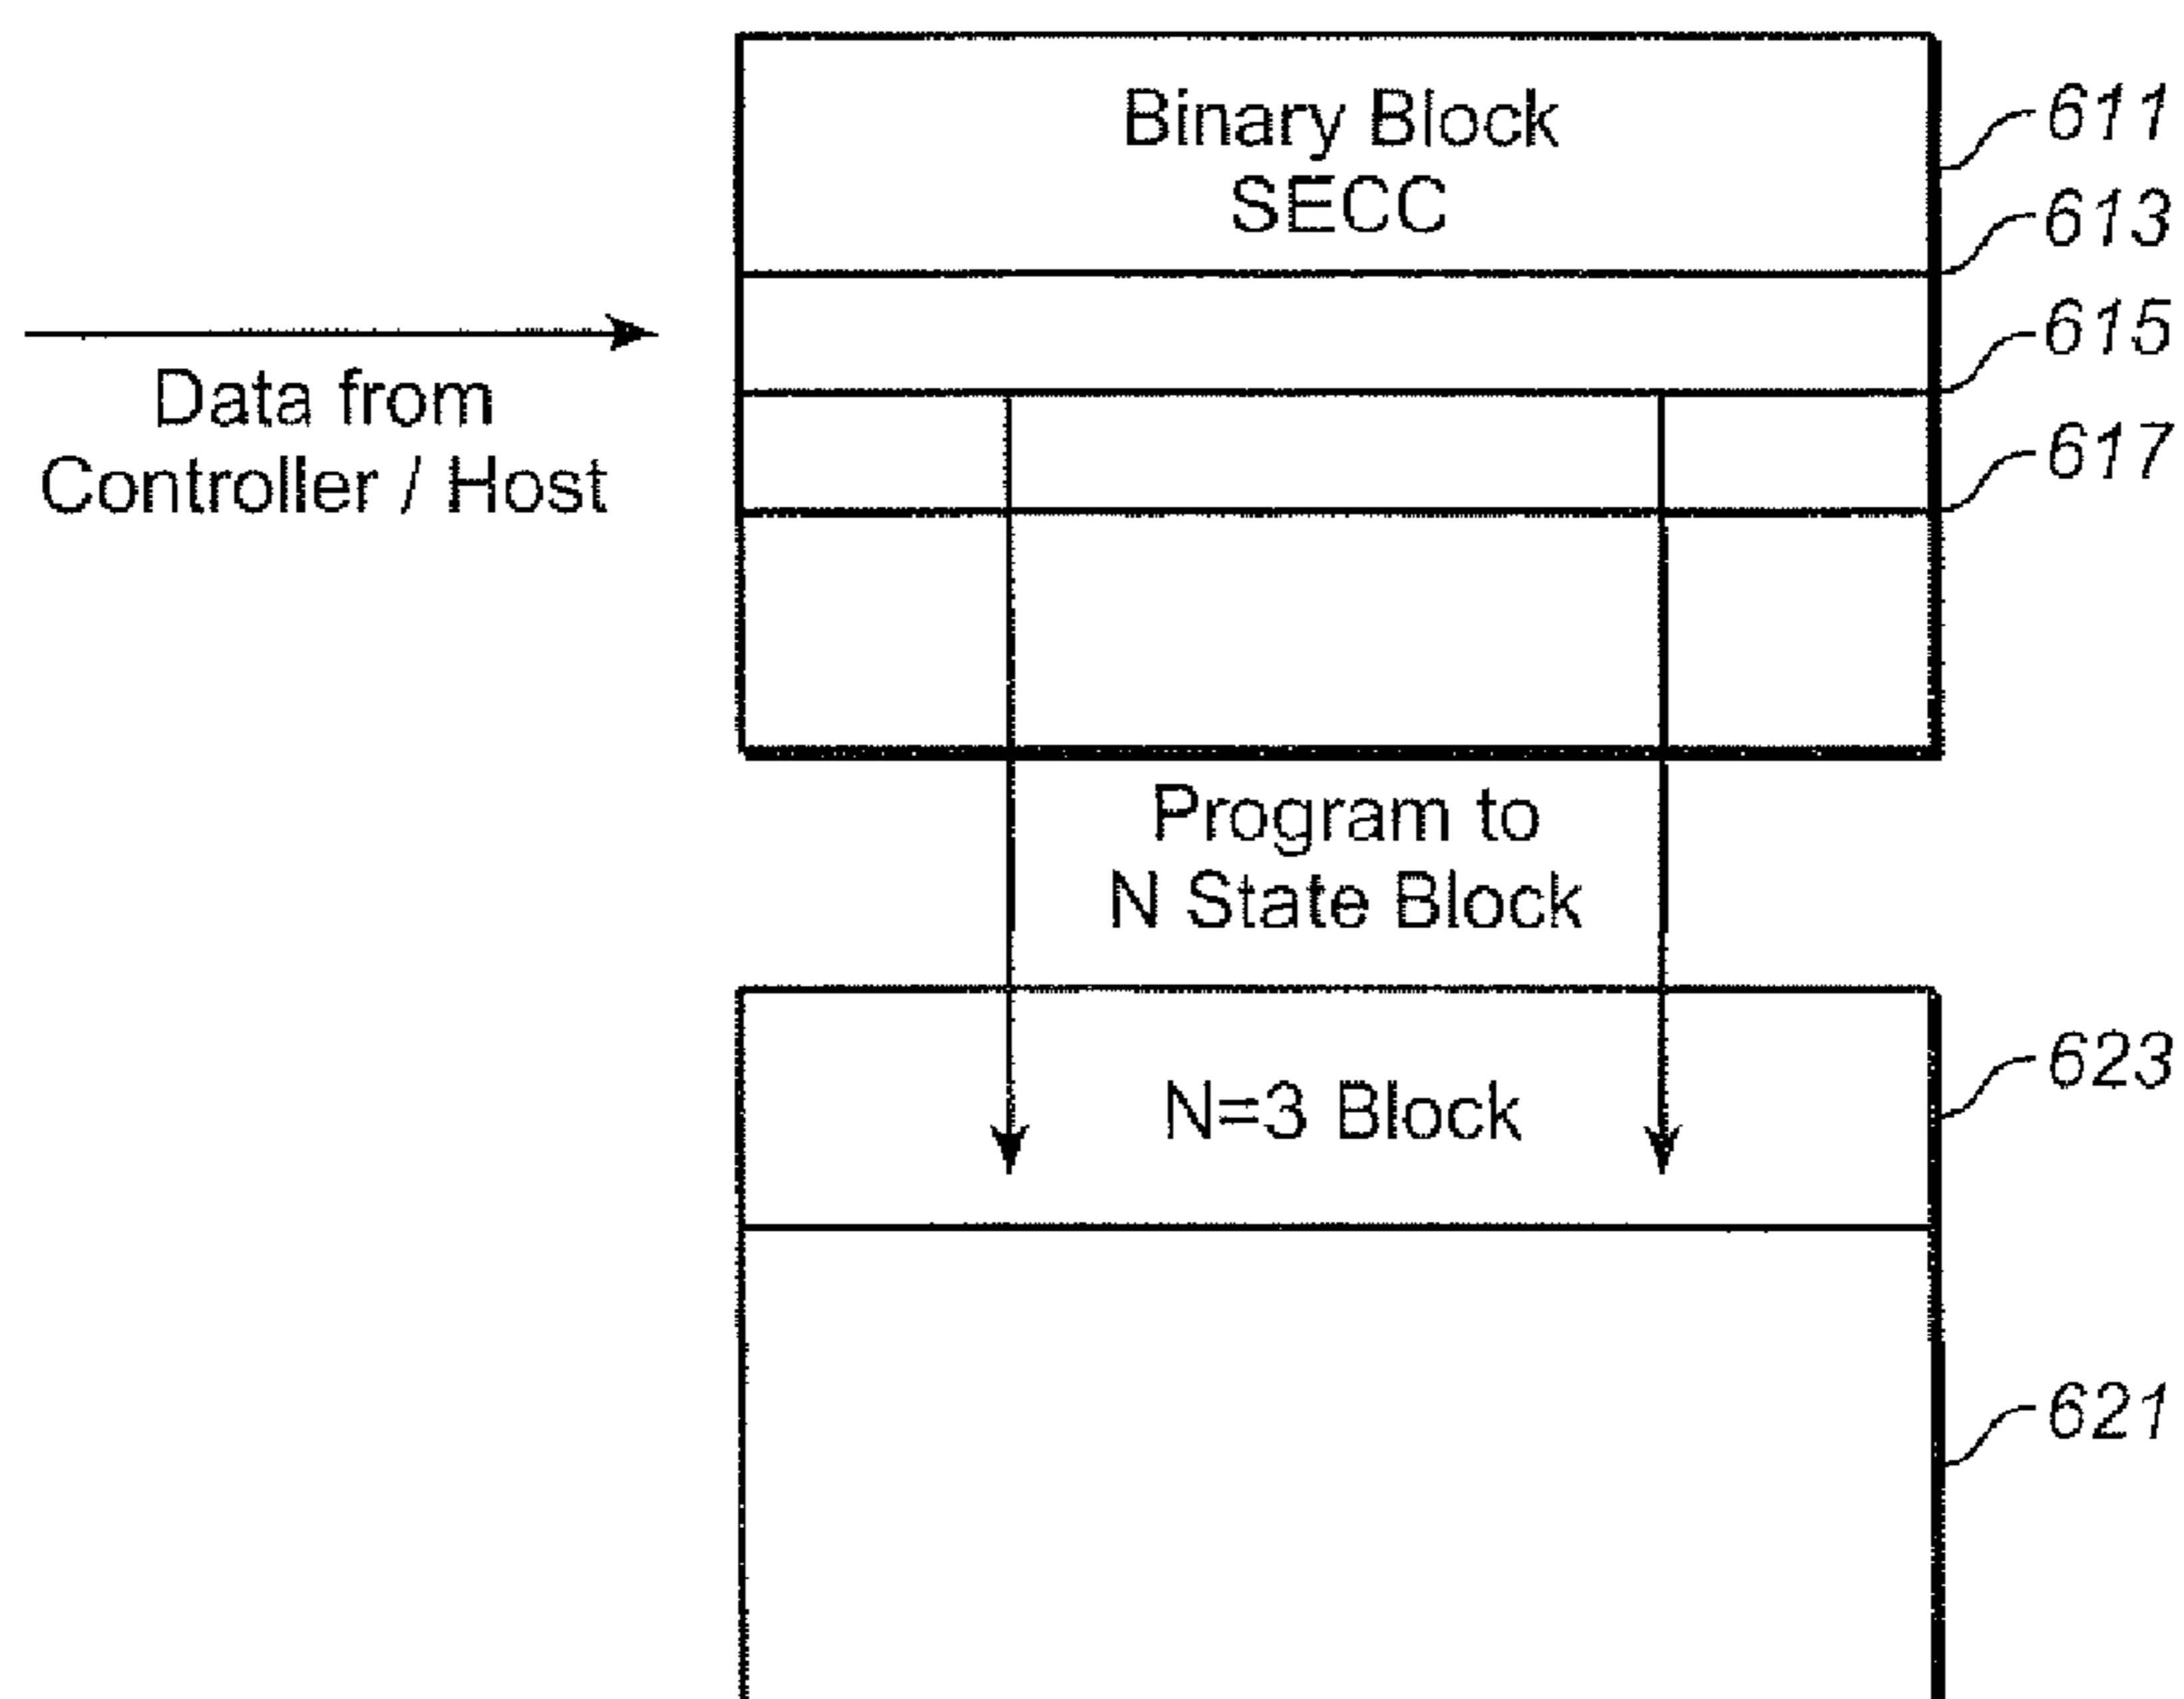 Binary Block
SECC
611
613
615
617
Data from
Controller / Host
Program to
N State Block
N=3 Block
623
621